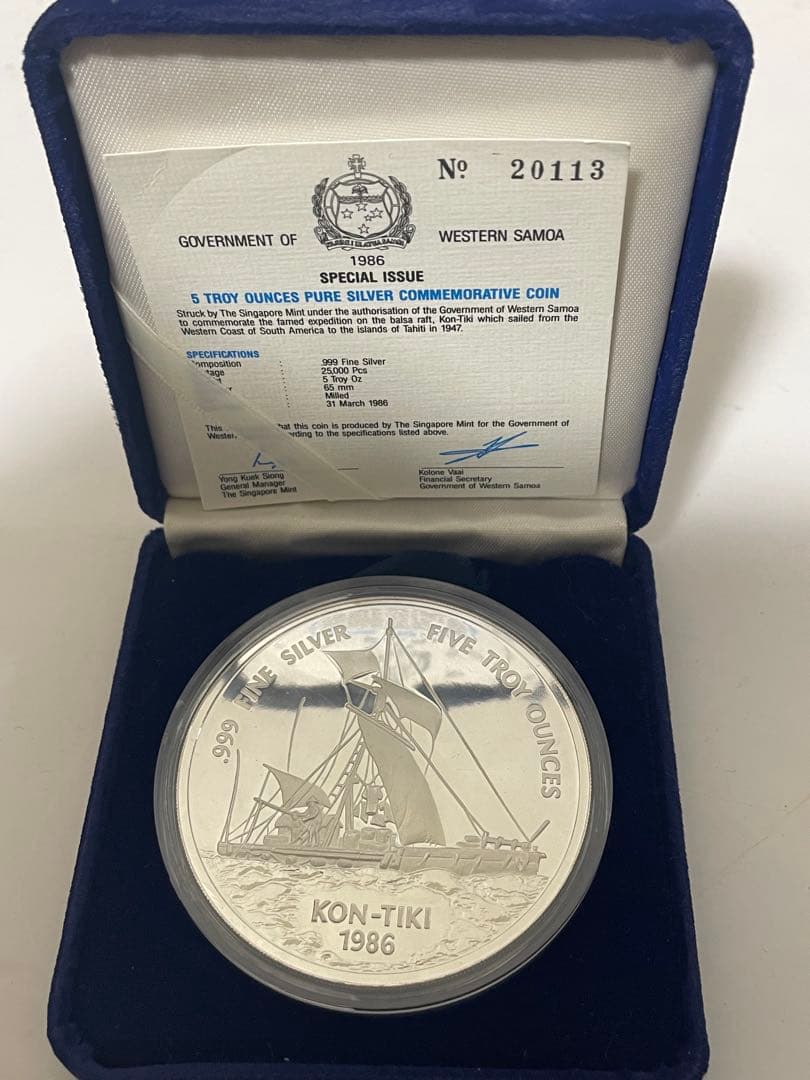 Nº 20113
GOVERNMENT OF WESTERN SAMOA
1986
SPECIAL ISSUE
5 TROY OUNCES PURE SILVER COMMEMORATIVE COIN
Struck by The Singapore Mint under the authorisation of the Government of Western Samoa
to commemorate the famed expedition on the balsa raft, Kon-Tiki which sailed from the
Western Coast of South America to the islands of Tahiti in 1947.
SPECIFICATIONS
omposition : .999 Fine Silver
tage : 25,000 Pcs
: 5 Troy Oz
: 65 mm
: Milled
: 31 March 1986
This hat this coin is produced by The Singapore Mint for the Government of
Wester rding to the specifications listed above.
Yong Kuek Siong
General Manager
The Singapore Mint
Kolone Vaai
Financial Secretary
Government of Western Samoa
.999 FINE SILVER FIVE TROY OUNCES
KON-TIKI
1986